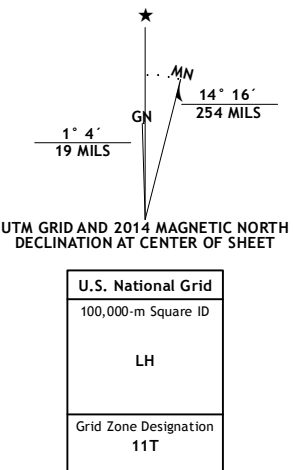 ★
MN
GN
14° 16´
254 MILS
1° 4´
19 MILS
UTM GRID AND 2014 MAGNETIC NORTH
DECLINATION AT CENTER OF SHEET
U.S. National Grid
100,000-m Square ID
LH
Grid Zone Designation
11T